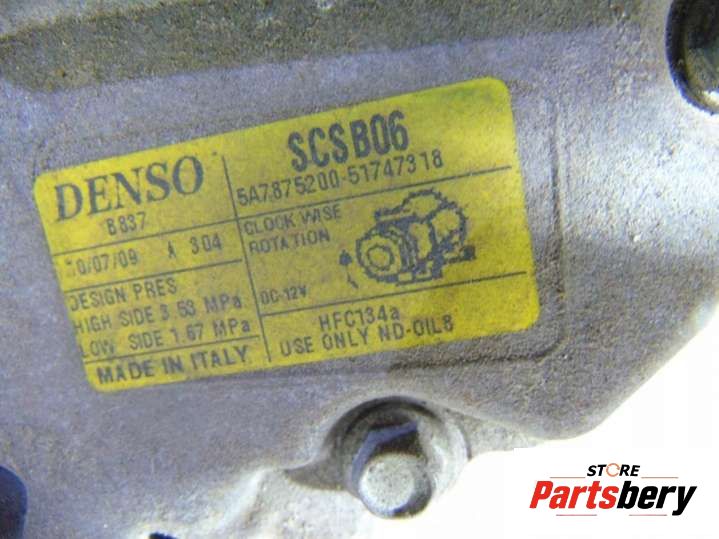 DENSO
B837
0/07/09 A 304
DESIGN PRES
HIGH SIDE 3.53 MPa
LOW SIDE 1.67 MPa
MADE IN ITALY
SCSB06
5A7875200-51747318
CLOCK WISE
ROTATION
DC-12V
HFC134a
USE ONLY ND-OIL8
STORE
Partsbery